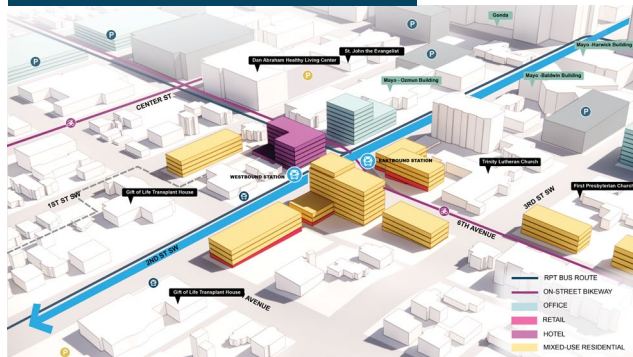 Gonda
P
St. John the Evangelist
Mayo -Harwick Building
Dan Abraham Healthy Living Center
P
P
Mayo - Ozmun Building
Mayo -Baldwin Building
CENTER ST
P
WESTBOUND STATION
EASTBOUND STATION
Trinity Lutheran Church
1ST ST SW
Gift of Life Transplant House
First Presbyterian Church
3RD ST SW
6TH AVENUE
2ND ST SW
Gift of Life Transplant House
AVENUE
P
RPT BUS ROUTE
ON-STREET BIKEWAY
OFFICE
RETAIL
HOTEL
MIXED-USE RESIDENTIAL